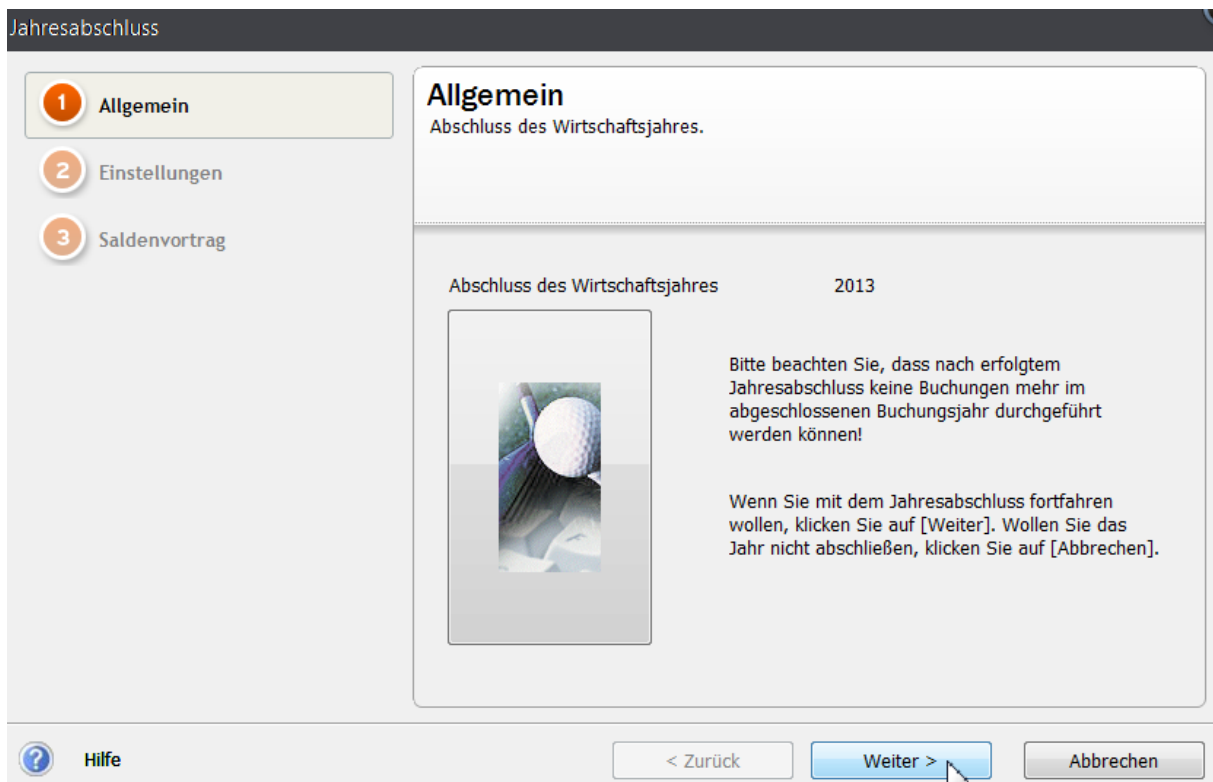 Jahresabschluss
1 Allgemein
2 Einstellungen
3 Saldenvortrag
Allgemein
Abschluss des Wirtschaftsjahres.
Abschluss des Wirtschaftsjahres 2013
Bitte beachten Sie, dass nach erfolgtem
Jahresabschluss keine Buchungen mehr im
abgeschlossenen Buchungsjahr durchgeführt
werden können!
Wenn Sie mit dem Jahresabschluss fortfahren
wollen, klicken Sie auf [Weiter]. Wollen Sie das
Jahr nicht abschließen, klicken Sie auf [Abbrechen].
? Hilfe
< Zurück
Weiter >
Abbrechen